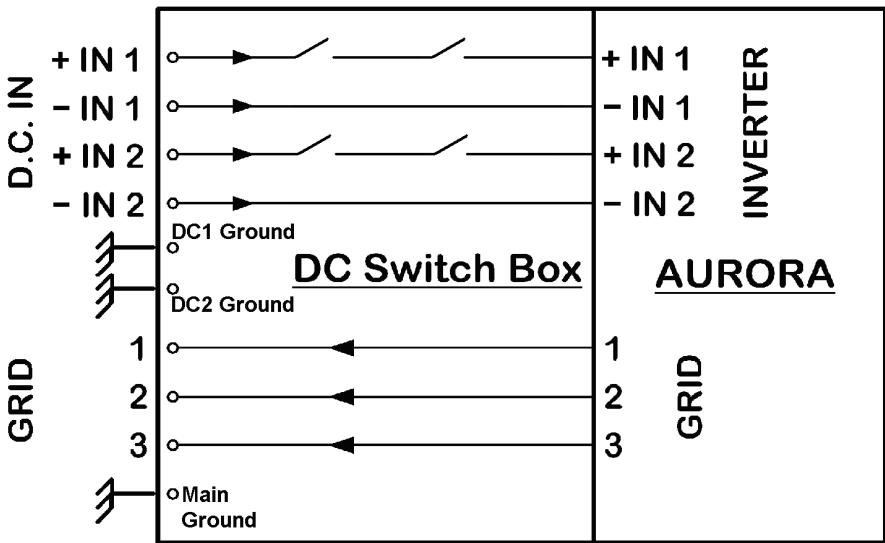 D.C. IN
+ IN 1
− IN 1
+ IN 2
− IN 2
+ IN 1
− IN 1
+ IN 2
− IN 2
INVERTER
DC1 Ground
DC2 Ground
DC Switch Box
AURORA
GRID
1
2
3
1
2
3
GRID
Main
Ground